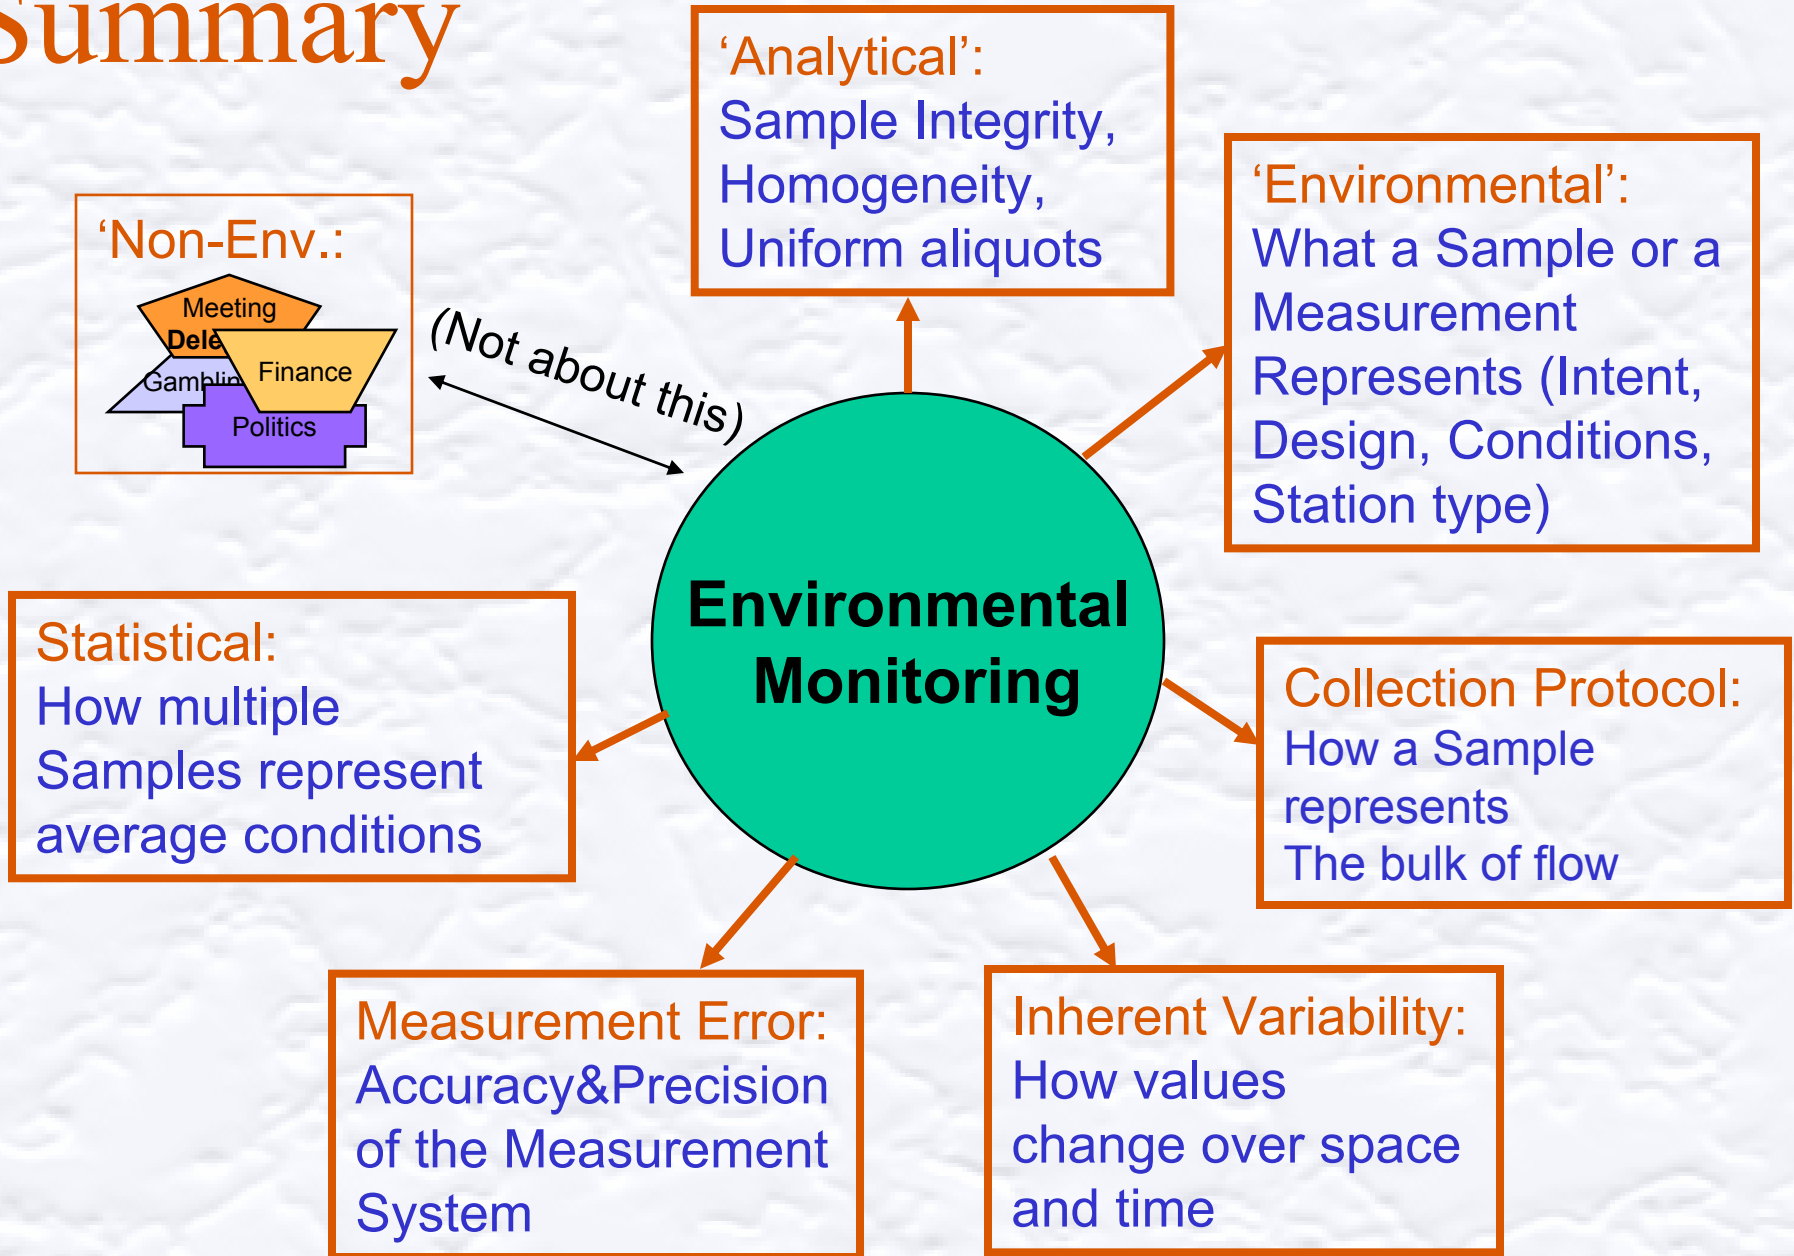 Summary
‘Analytical’:
Sample Integrity,
Homogeneity,
Uniform aliquots
‘Environmental’:
What a Sample or a
Measurement
Represents (Intent,
Design, Conditions,
Station type)
‘Non-Env.:
Meeting
Dele
Gamblin
Finance
Politics
(Not about this)
Environmental
Monitoring
Statistical:
How multiple
Samples represent
average conditions
Collection Protocol:
How a Sample
represents
The bulk of flow
Measurement Error:
Accuracy&Precision
of the Measurement
System
Inherent Variability:
How values
change over space
and time